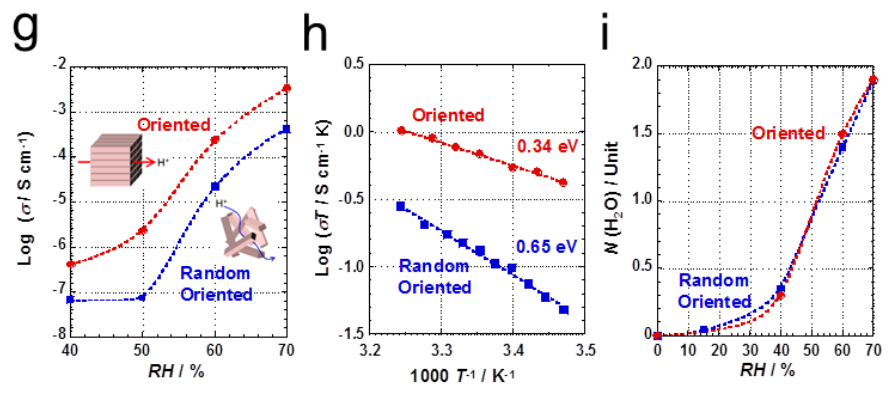 g
Log (σ/ S cm⁻¹)
-2
-3
-4
-5
-6
-7
-8
Oriented
H⁺
H⁺
Random
Oriented
40 50 60 70
RH / %
h
Log (σT / S cm⁻¹ K)
0.5
0.0
-0.5
-1.0
-1.5
Oriented
0.34 eV
0.65 eV
Random
Oriented
3.2 3.3 3.4 3.5
1000 T⁻¹ / K⁻¹
i
N (H₂O) / Unit
2.0
1.5
1.0
0.5
0.0
Oriented
Random
Oriented
0 10 20 30 40 50 60 70
RH / %